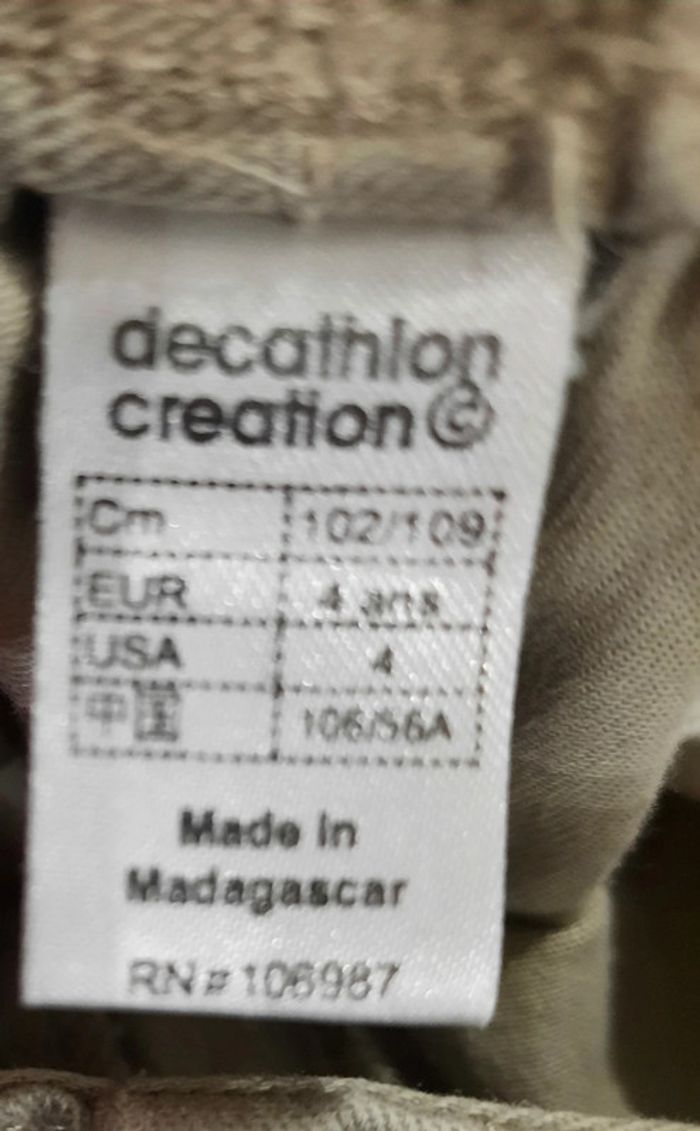 decathlon
creation©
Cm 102/109
EUR 4 ans
USA 4
中国 106/56A
Made in
Madagascar
RN# 106987